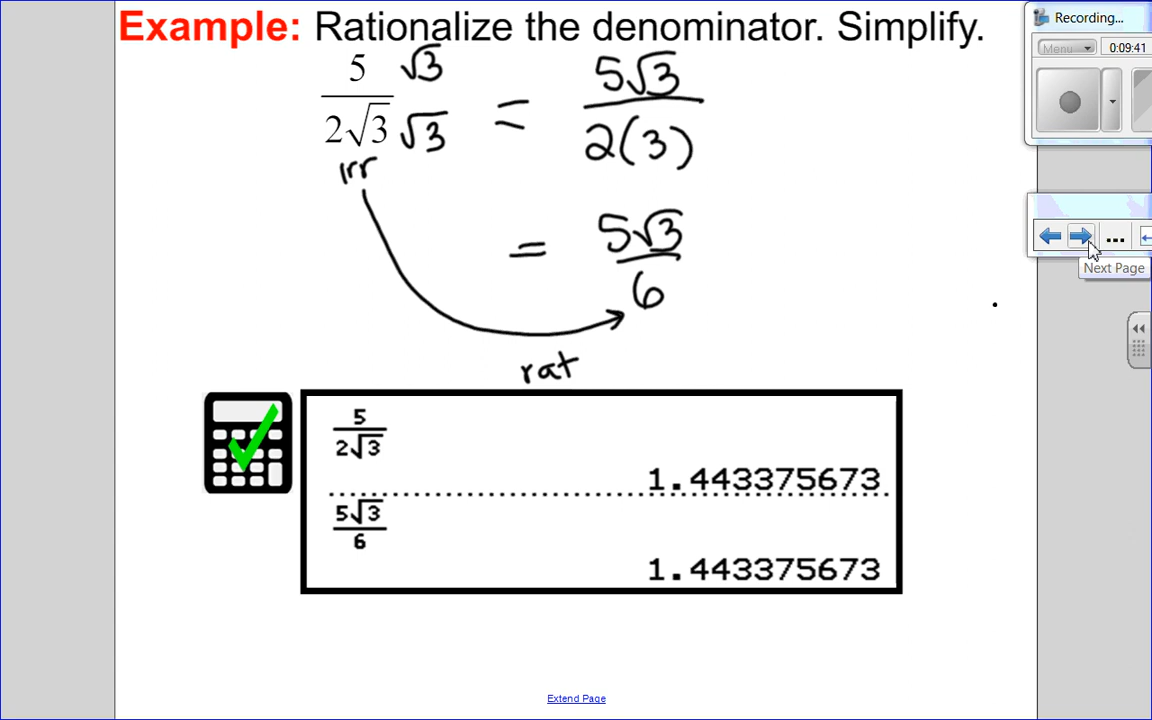 Example: Rationalize the denominator. Simplify.
5 √3 5√3
2√3 √3 = 2(3)
irr
= 5√3
6
rat
5
2√3
1.443375673
5√3
6
1.443375673
Extend Page
Recording...
Menu 0:09:41
...
Next Page